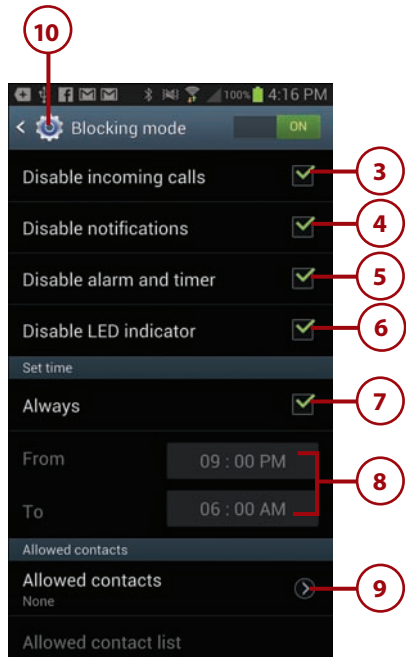 10
100% 4:16 PM
Blocking mode ON
Disable incoming calls 3
Disable notifications 4
Disable alarm and timer 5
Disable LED indicator 6
Set time
Always 7
From 09 : 00 PM
8
To 06 : 00 AM
Allowed contacts
Allowed contacts 9
None
Allowed contact list